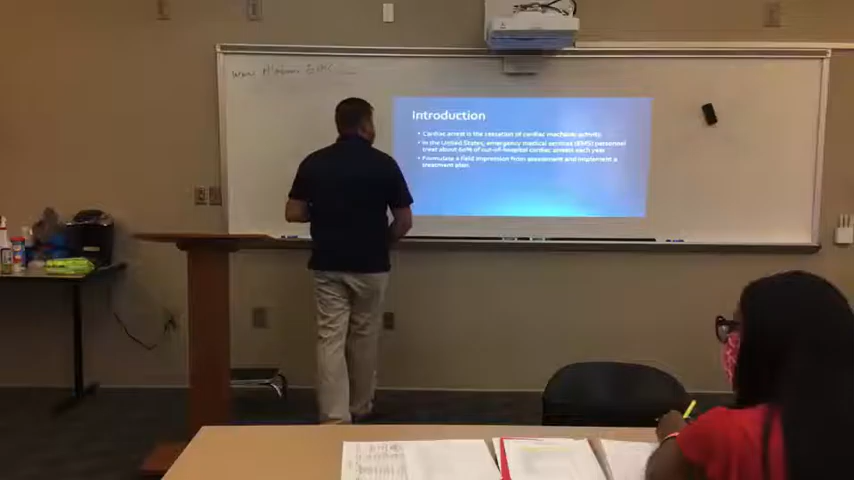 Introduction
• Cardiac arrest is the cessation of cardiac mechanic activity.
• In the United States, emergency medical services (EMS) personnel
treat about 60% of out-of-hospital cardiac arrests each year
• Formulate a field impression from assessment and implement a
treatment plan.